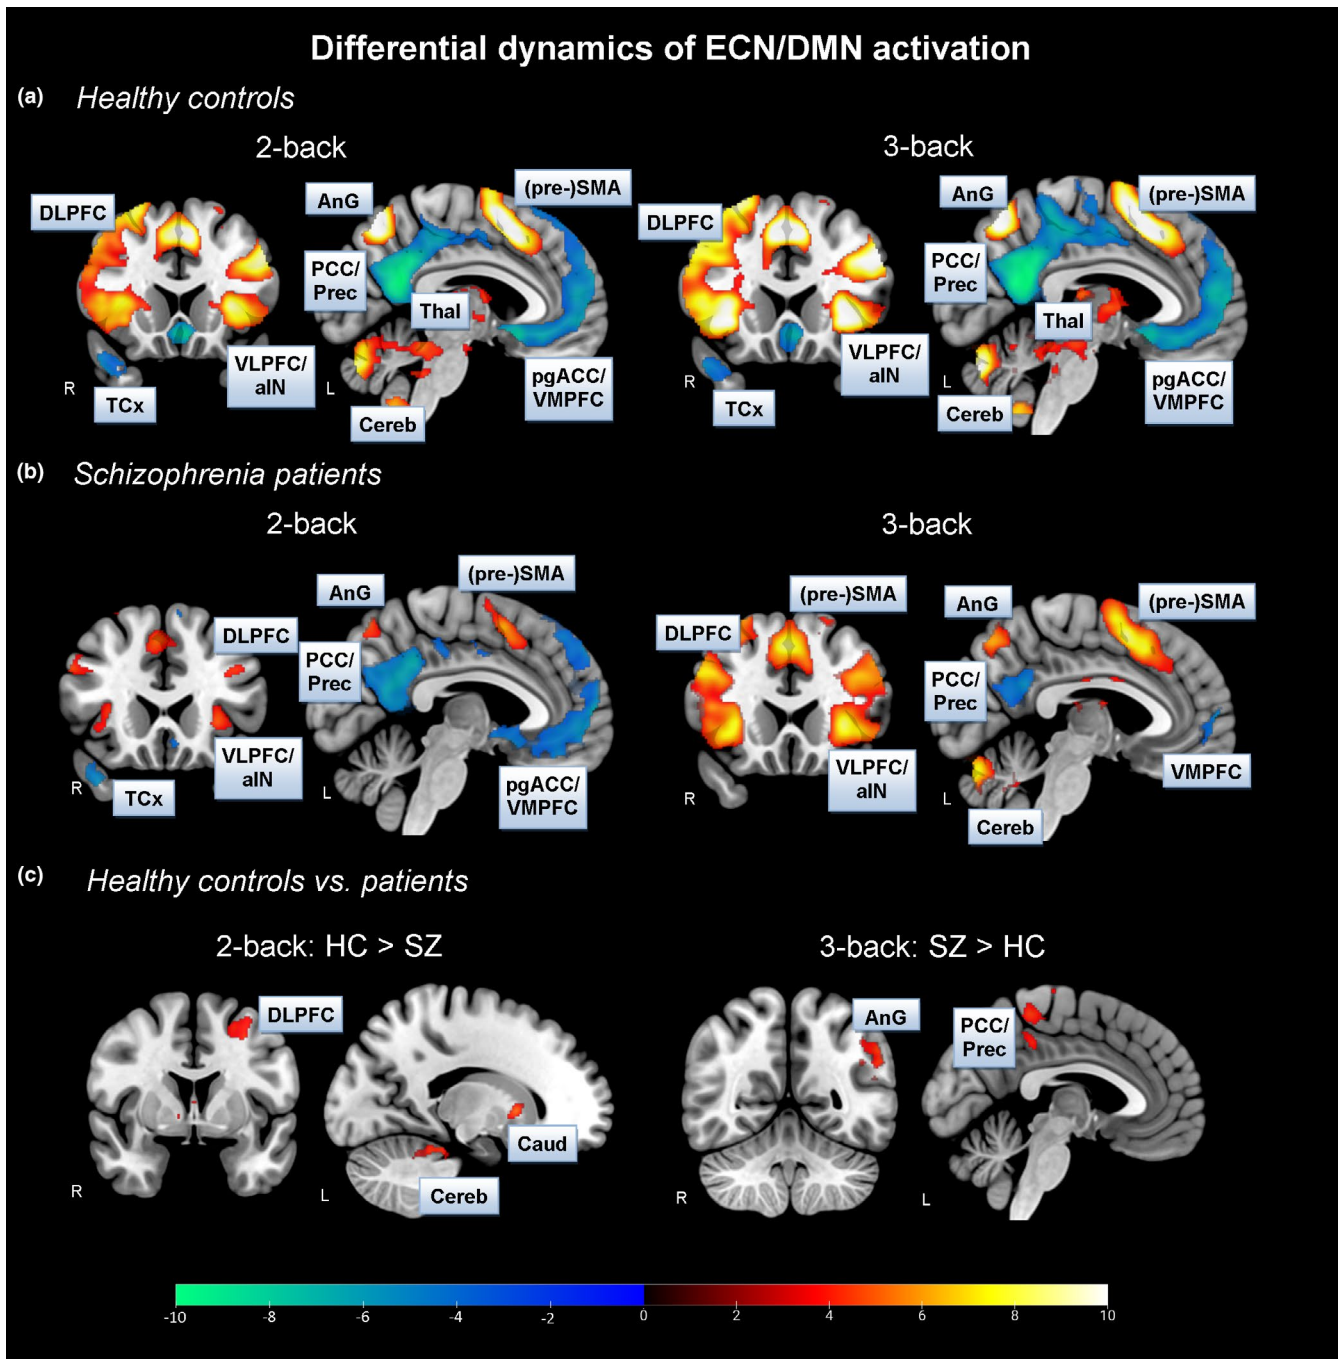 Differential dynamics of ECN/DMN activation
(a) Healthy controls
2-back
3-back
DLPFC
AnG
(pre-)SMA
PCC/
Prec
Thal
VLPFC/
aIN
pgACC/
VMPFC
TCx
Cereb
R
L
DLPFC
AnG
(pre-)SMA
PCC/
Prec
Thal
VLPFC/
aIN
pgACC/
VMPFC
TCx
Cereb
R
L
(b) Schizophrenia patients
2-back
3-back
AnG
(pre-)SMA
DLPFC
PCC/
Prec
VLPFC/
aIN
pgACC/
VMPFC
TCx
R
L
(pre-)SMA
DLPFC
AnG
(pre-)SMA
PCC/
Prec
VLPFC/
aIN
VMPFC
Cereb
R
L
(c) Healthy controls vs. patients
2-back: HC > SZ
3-back: SZ > HC
DLPFC
Caud
Cereb
R
L
AnG
PCC/
Prec
R
L
-10 -8 -6 -4 -2 0 2 4 6 8 10